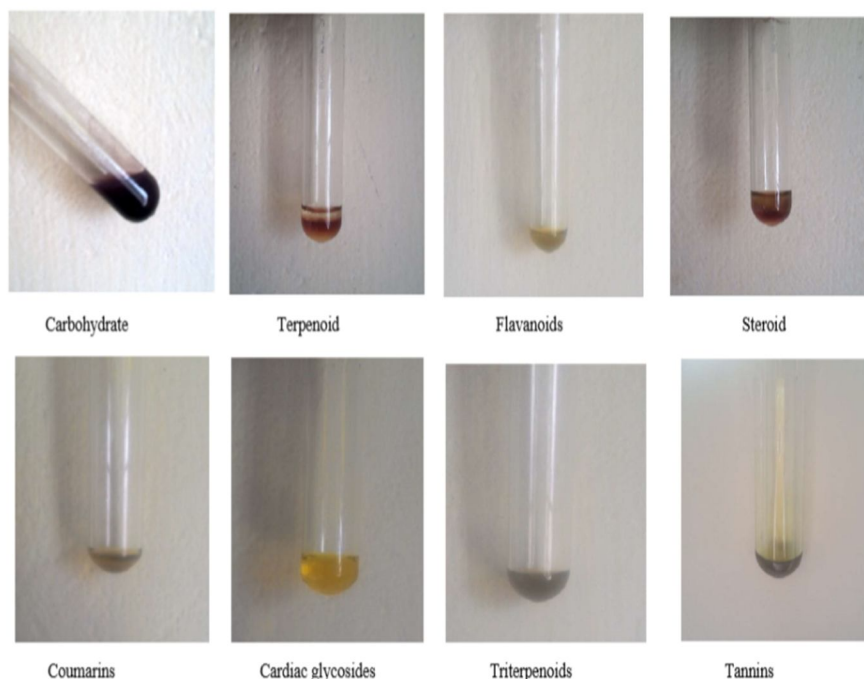 Carbohydrate
Terpenoid
Flavanoids
Steroid
Coumarins
Cardiac glycosides
Triterpenoids
Tannins